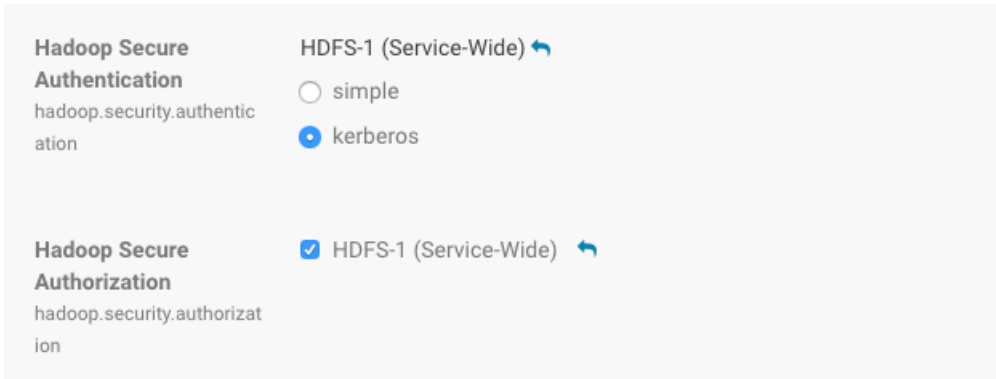 Hadoop Secure
Authentication
hadoop.security.authentic
ation
HDFS-1 (Service-Wide)
simple
kerberos
Hadoop Secure
Authorization
hadoop.security.authorizat
ion
HDFS-1 (Service-Wide)